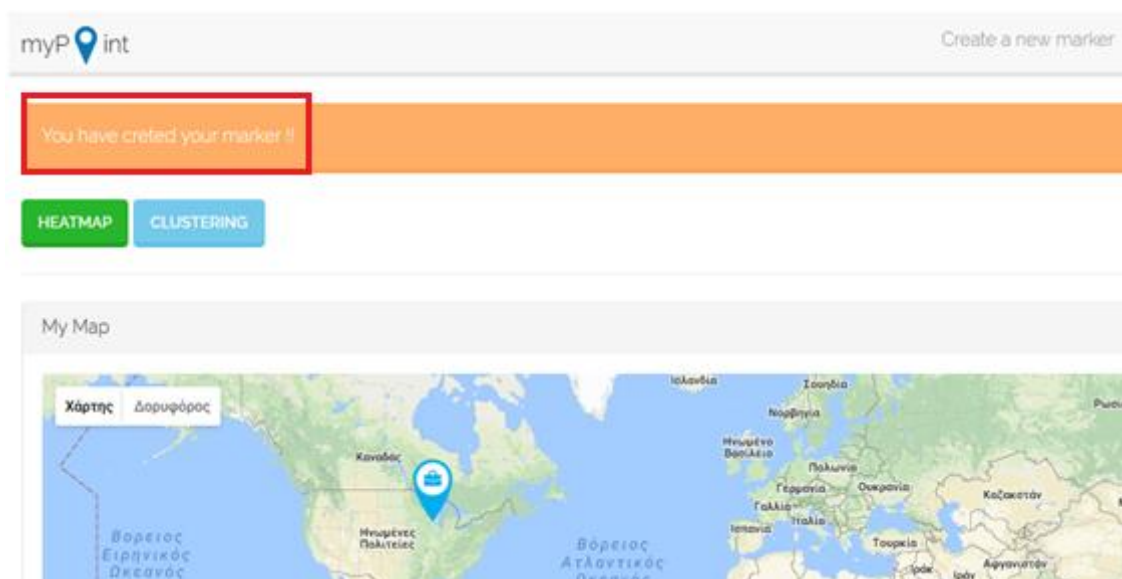 myP int
Create a new marker
You have creted your marker !!
HEATMAP
CLUSTERING
My Map
Χάρτης Δορυφόρος
Ισλανδία
Σουηδία
Νορβηγία
Ηνωμένο
Βασίλειο
Πολωνία
Γερμανία
Ουκρανία
Γαλλία
Ιταλία
Ισπανία
Τουρκία
Καζακστάν
Ιράκ
Ιράν
Αφγανιστάν
Καναδάς
Ηνωμένες
Πολιτείες
Βόρειος
Ειρηνικός
Ωκεανός
Βόρειος
Ατλαντικός
Ωκεανός